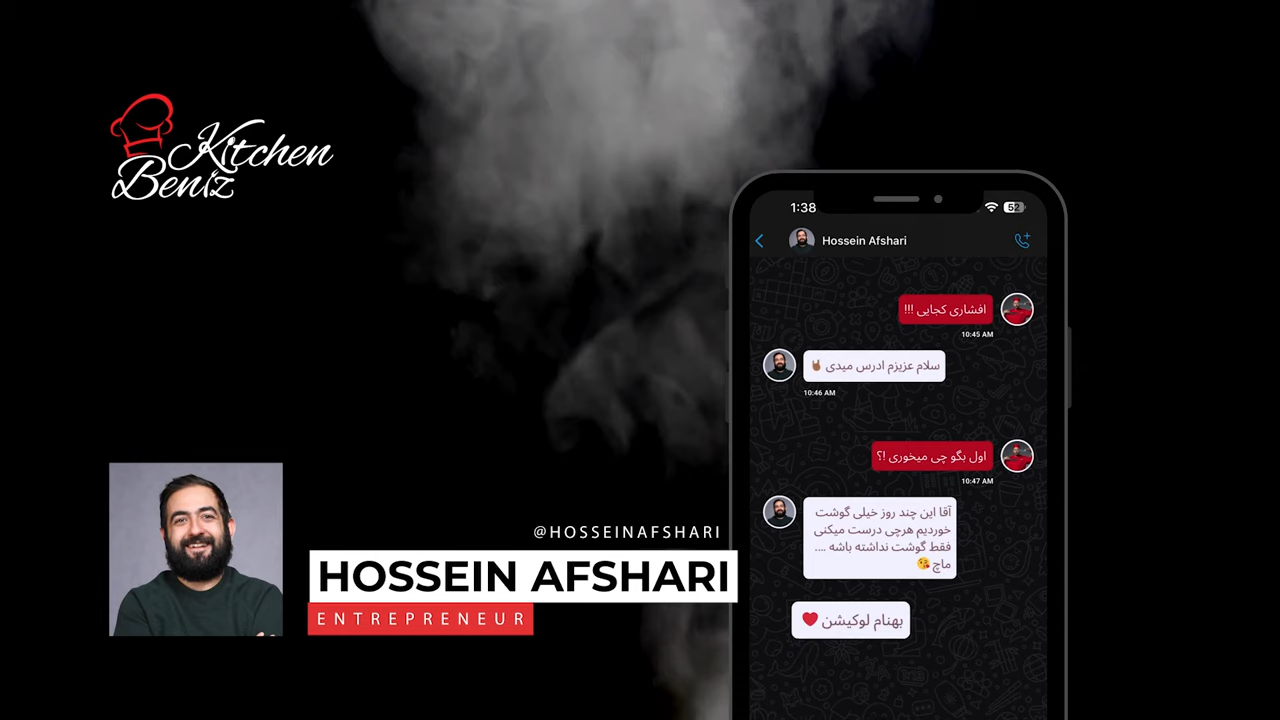 Kitchen
Beniz
1:38
52
Hossein Afshari
افشاری کجایی !!!
10:45 AM
سلام عزیزم ادرس میدی 🤘🏾
10:46 AM
اول بگو چی میخوری !؟
10:47 AM
آقا این چند روز خیلی گوشت
خوردیم هرچی درست میکنی
فقط گوشت نداشته باشه ....
ماچ 😘
بهنام لوکیشن ❤️
@HOSSEINAFSHARI
HOSSEIN AFSHARI
ENTREPRENEUR